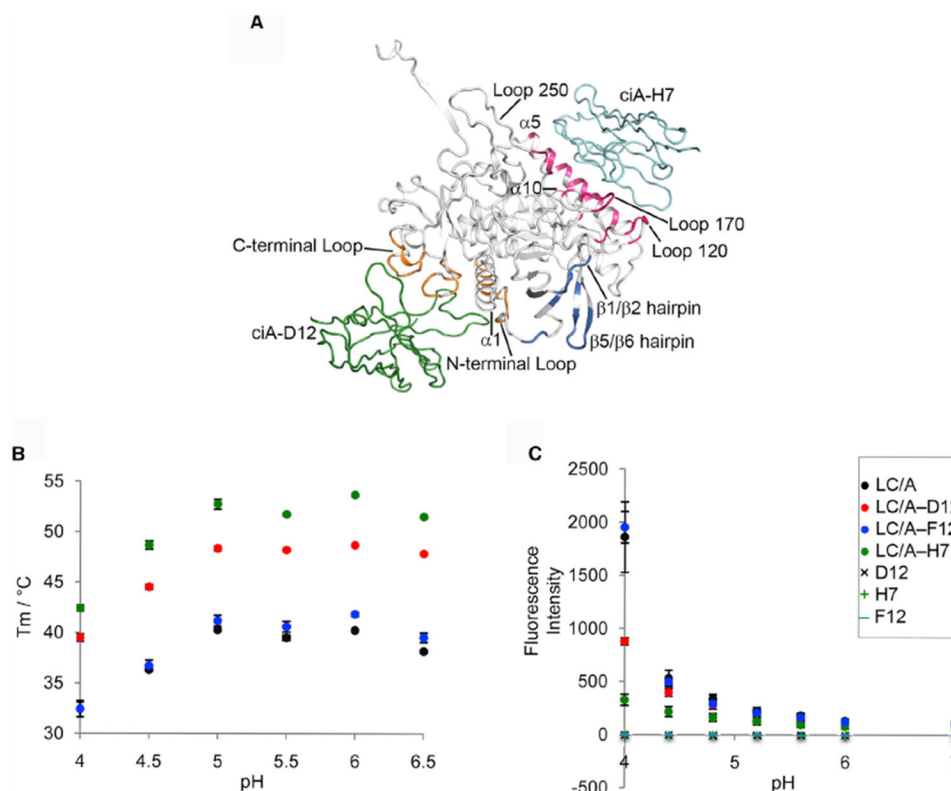 A
Loop 250
ciA-H7
α5
α10
Loop 170
Loop 120
C-terminal Loop
β1/β2 hairpin
ciA-D12
α1
β5/β6 hairpin
N-terminal Loop
B
55
50
45
40
35
30
Tm / °C
4 4.5 5 5.5 6 6.5
pH
C
2500
2000
1500
1000
500
0
-500
Fluorescence
Intensity
4 5 6
pH
LC/A
LC/A–D12
LC/A–F12
LC/A–H7
D12
H7
F12